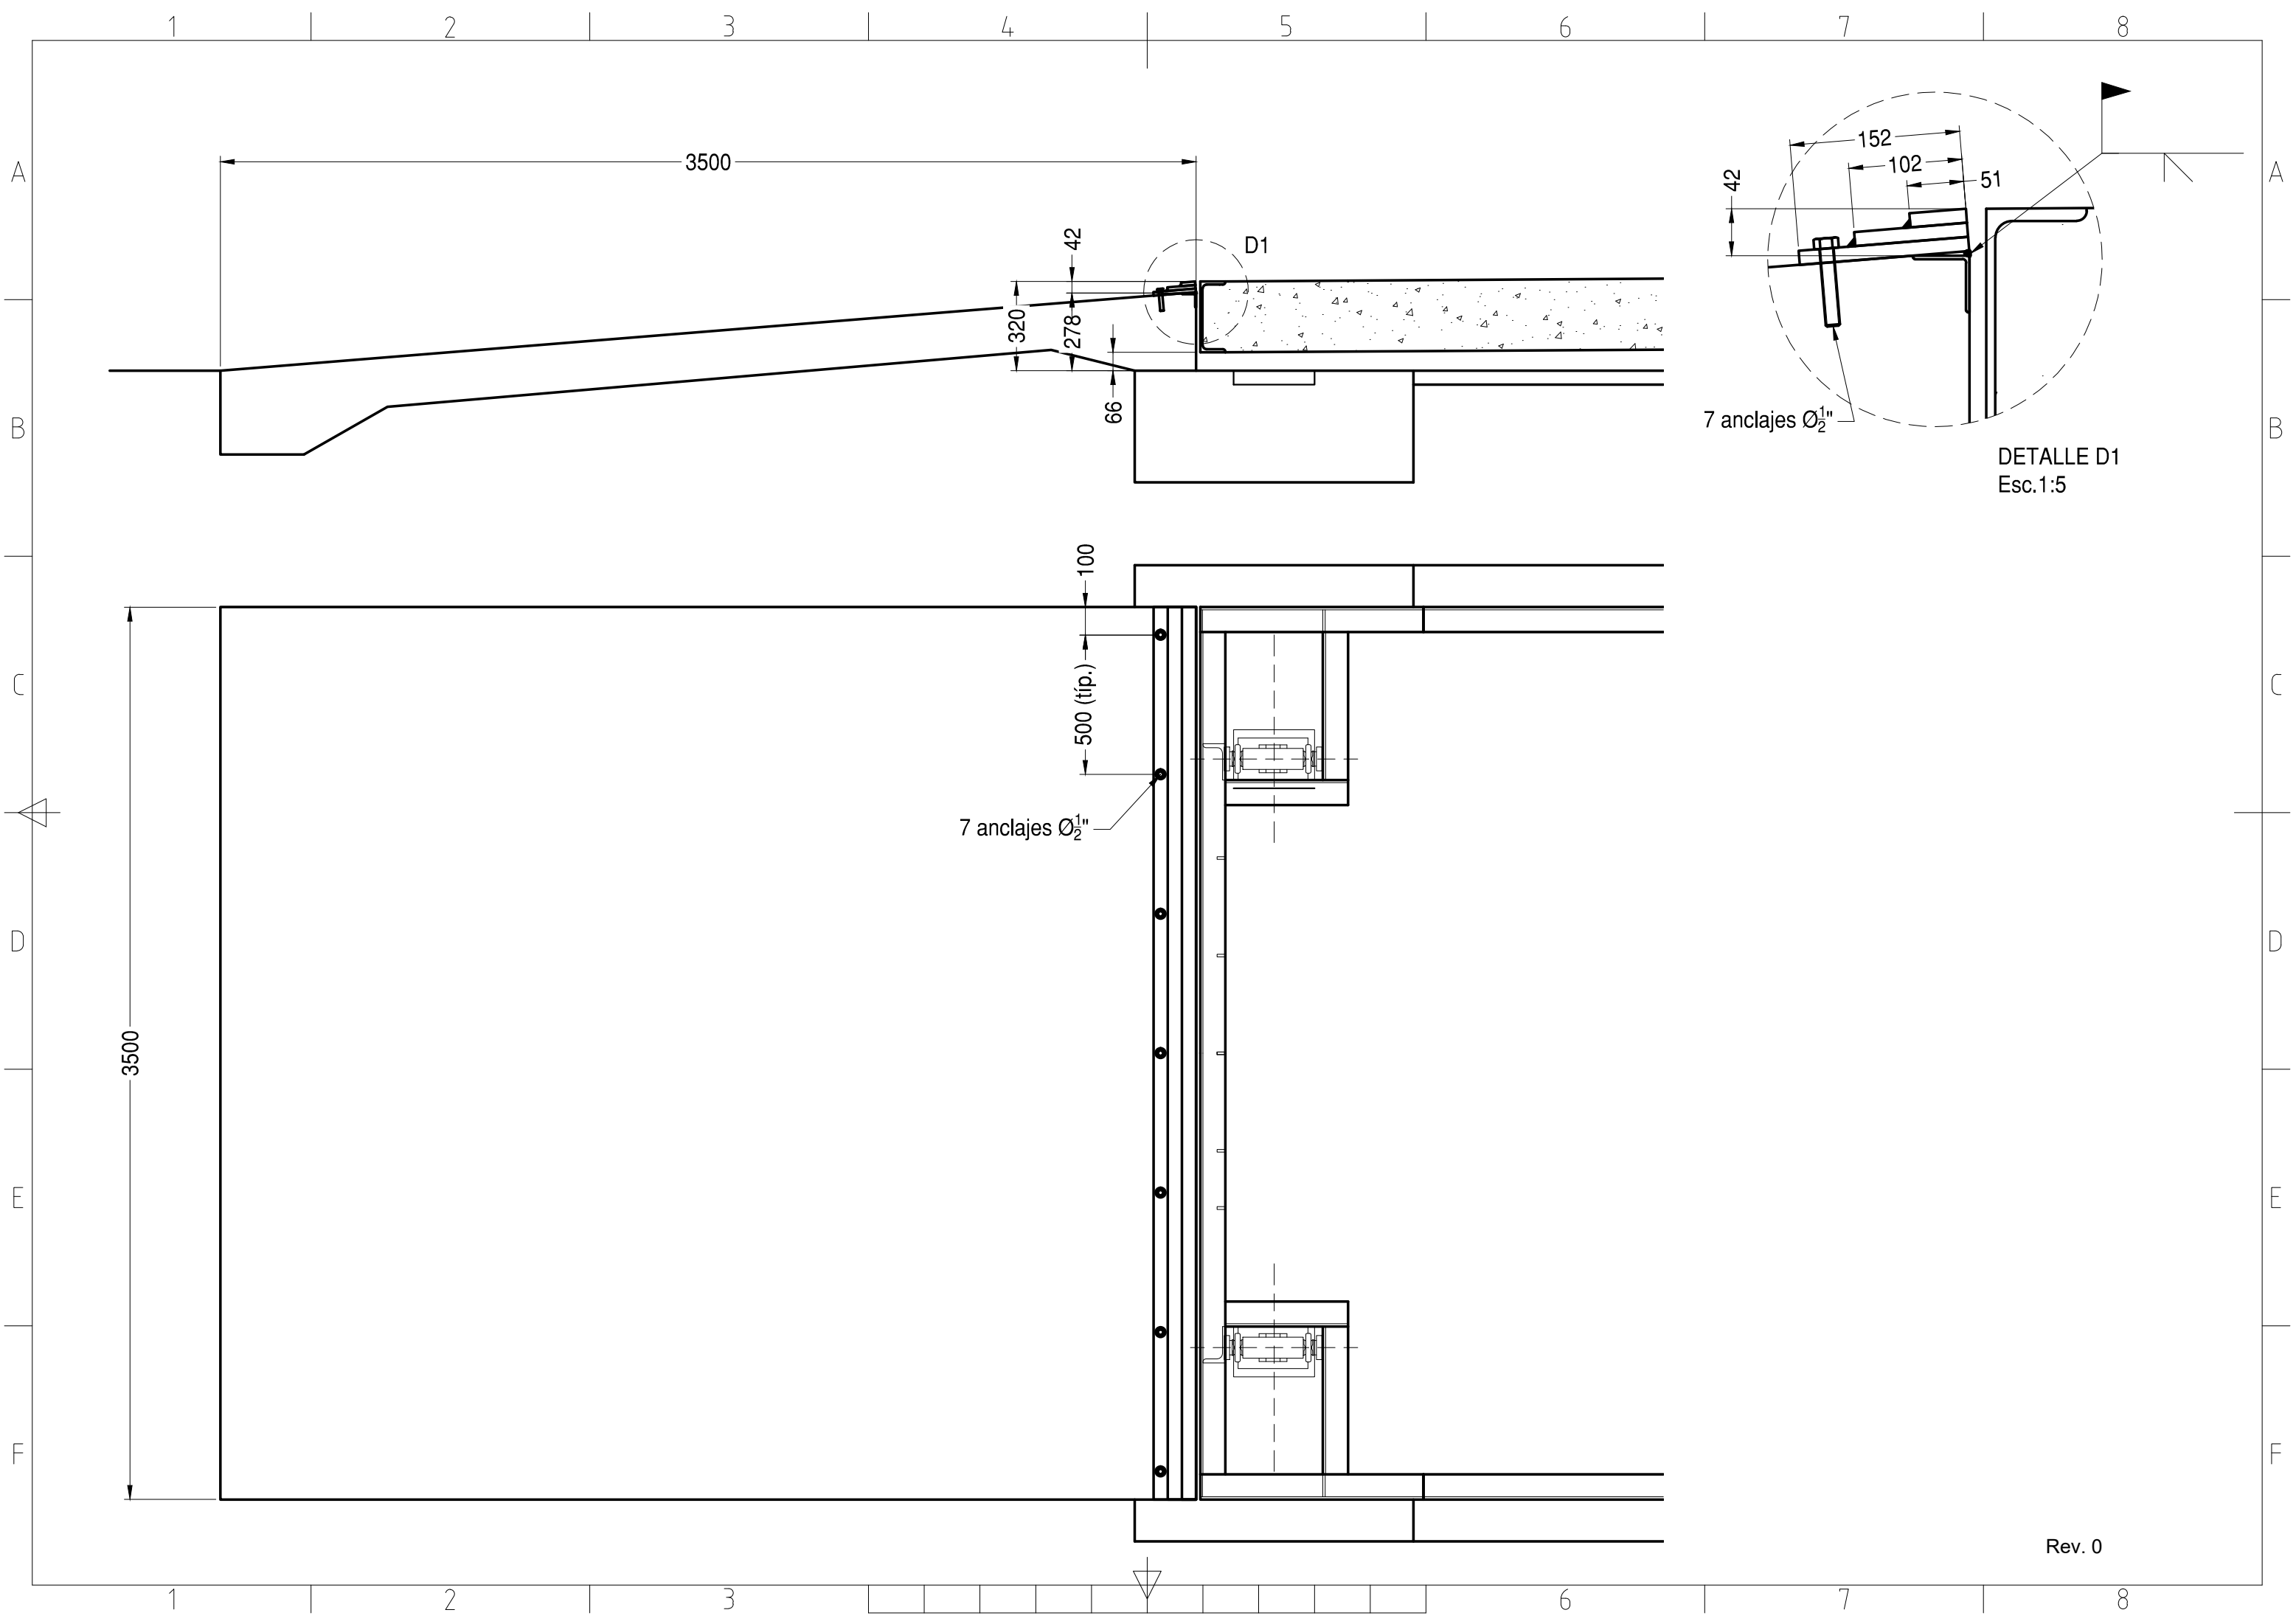 1 2 3 4 5 6 7 8
A A
3500
42
D1
320
278
66
152
102
51
42
7 anclajes Ø1/2"
DETALLE D1
Esc.1:5
B B
100
500 (típ.)
C C
7 anclajes Ø1/2"
D D
3500
E E
F F
Rev. 0
1 2 3 6 7 8